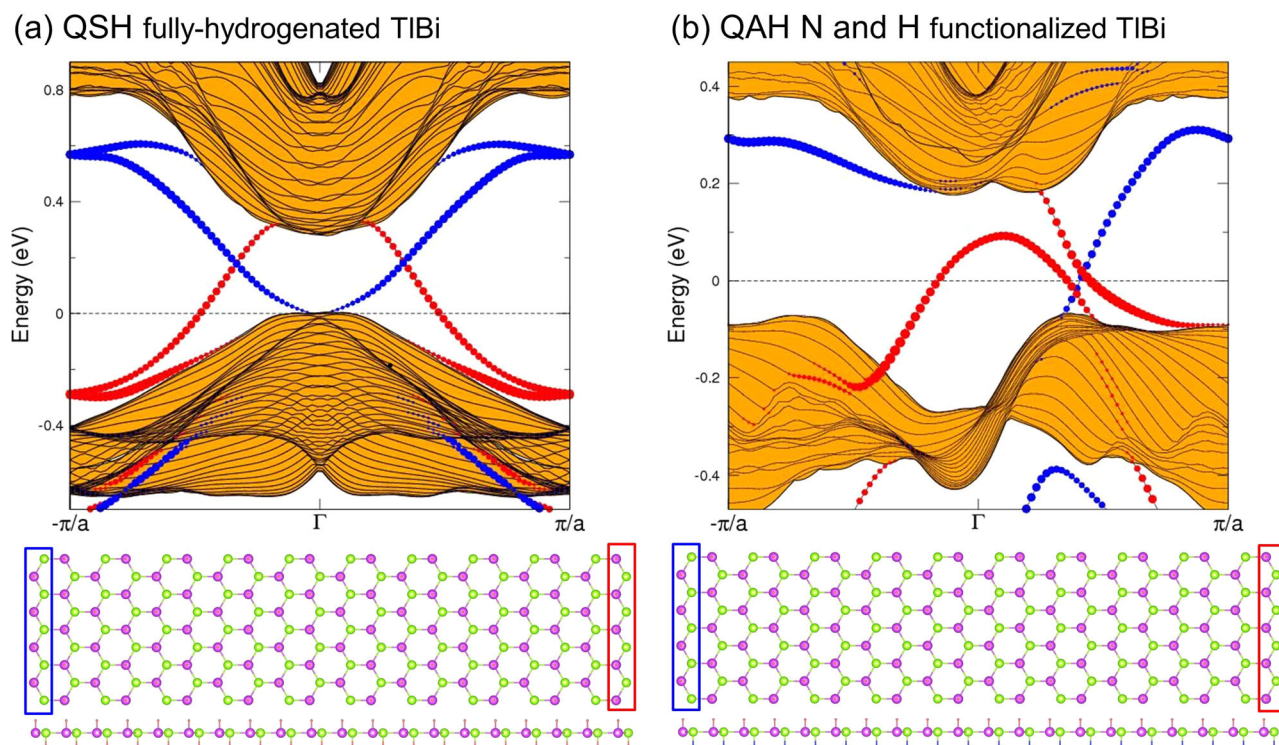 (a) QSH fully-hydrogenated TlBi
(b) QAH N and H functionalized TlBi
Energy (eV)
0.8
0.4
0
-0.4
-π/a
Γ
π/a
Energy (eV)
0.4
0.2
0
-0.2
-0.4
-π/a
Γ
π/a